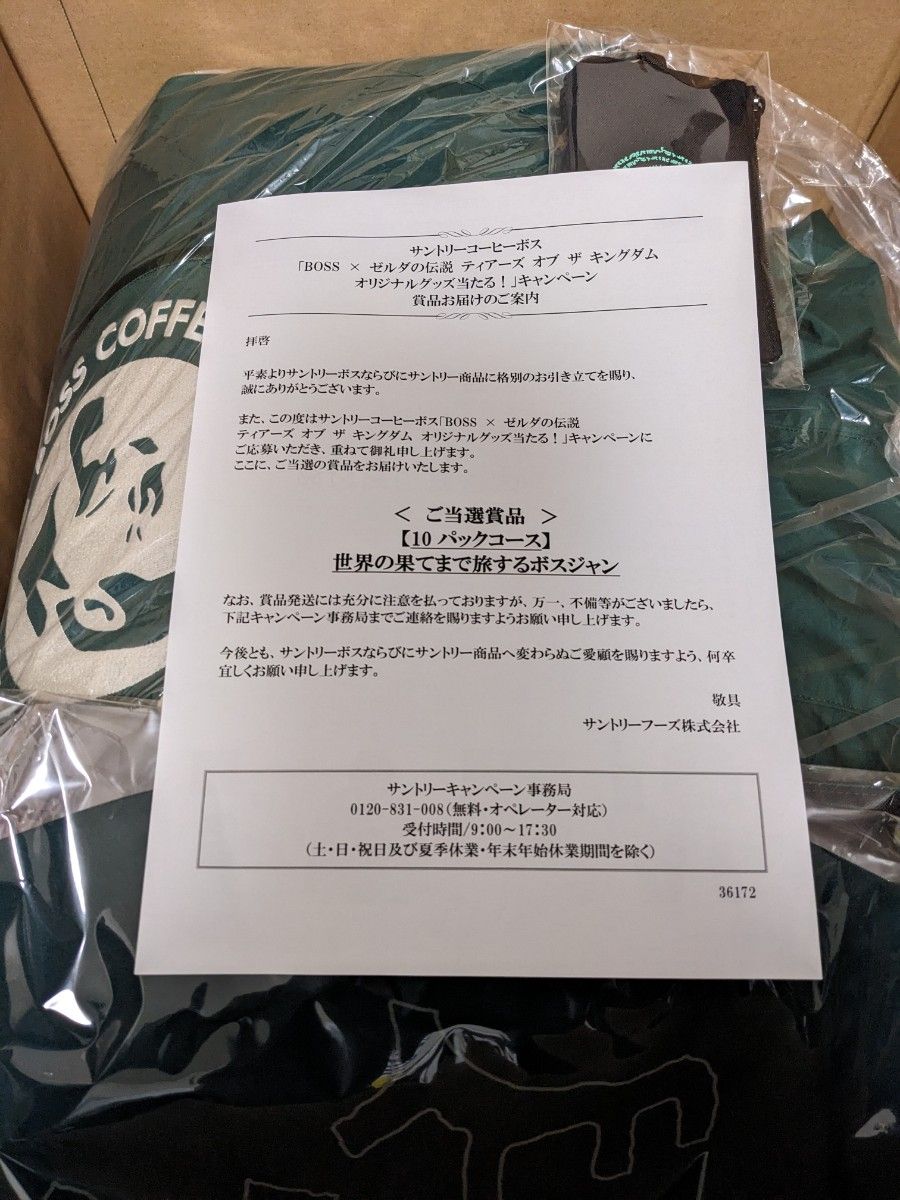 BOSS COFFE
サントリーコーヒーボス
「BOSS × ゼルダの伝説 ティアーズ オブ ザ キングダム
オリジナルグッズ当たる！」キャンペーン
賞品お届けのご案内
拝啓
平素よりサントリーボスならびにサントリー商品に格別のお引き立てを賜り、
誠にありがとうございます。
また、この度はサントリーコーヒーボス「BOSS × ゼルダの伝説
ティアーズ オブ ザ キングダム オリジナルグッズ当たる！」キャンペーンに
ご応募いただき、重ねて御礼申し上げます。
ここに、ご当選の賞品をお届けいたします。
＜ ご当選賞品 ＞
【10 パックコース】
世界の果てまで旅するボスジャン
なお、賞品発送には充分に注意を払っておりますが、万一、不備等がございましたら、
下記キャンペーン事務局までご連絡を賜りますようお願い申し上げます。
今後とも、サントリーボスならびにサントリー商品へ変わらぬご愛顧を賜りますよう、何卒
宜しくお願い申し上げます。
敬具
サントリーフーズ株式会社
サントリーキャンペーン事務局
0120-831-008（無料・オペレーター対応）
受付時間/9：00～17：30
（土・日・祝日及び夏季休業・年末年始休業期間を除く）
36172